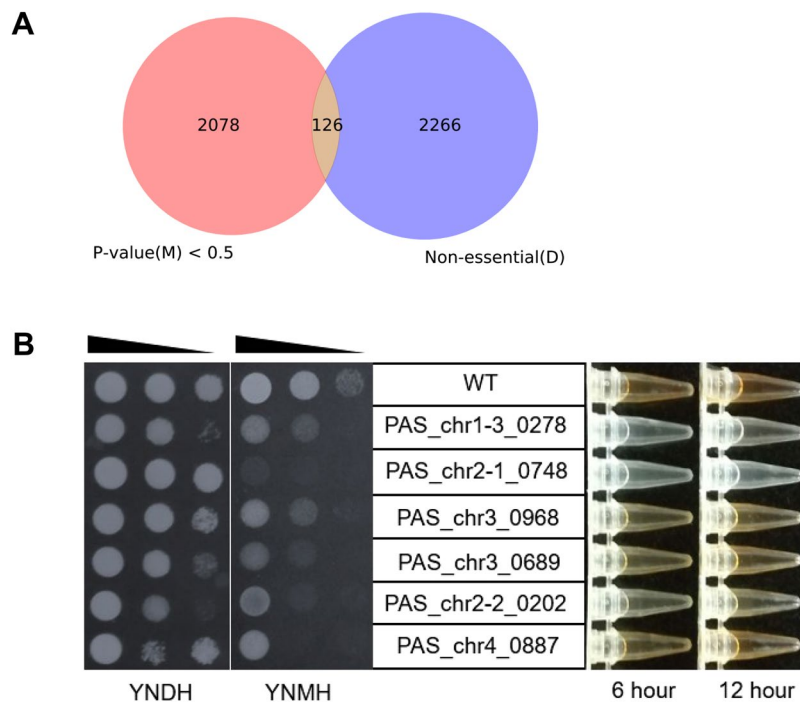 A
2078
126
2266
P-value(M) < 0.5
Non-essential(D)
B
WT
PAS_chr1-3_0278
PAS_chr2-1_0748
PAS_chr3_0968
PAS_chr3_0689
PAS_chr2-2_0202
PAS_chr4_0887
YNDH
YNMH
6 hour
12 hour